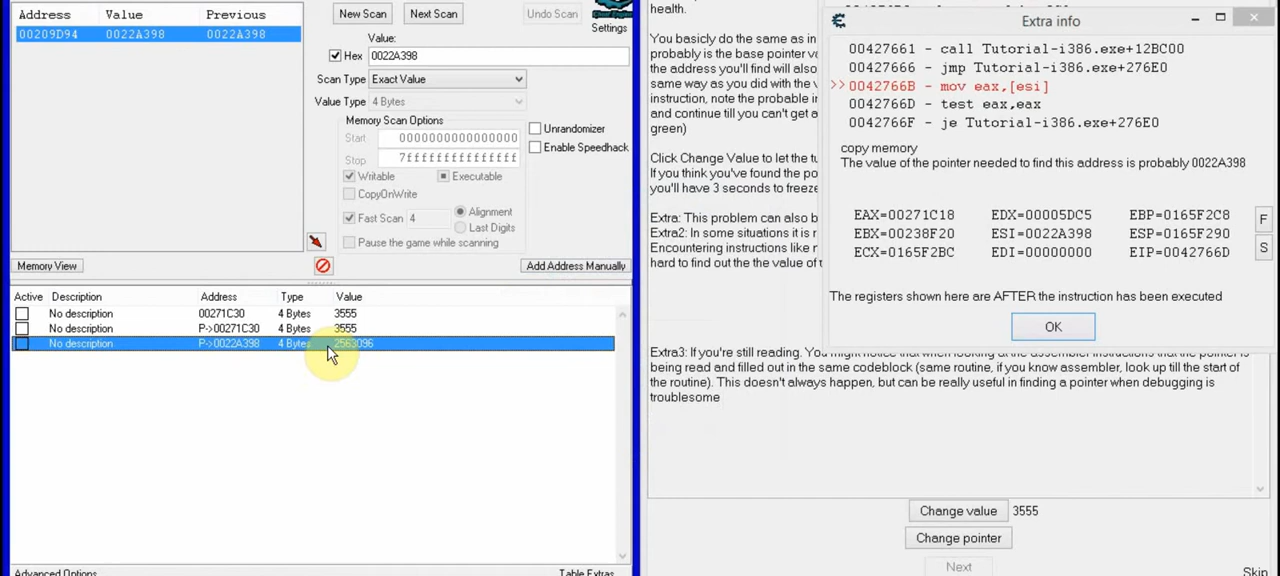 Address Value Previous
00209D94 0022A398 0022A398
New Scan Next Scan Undo Scan
Settings
Value:
Hex 0022A398
Scan Type Exact Value
Value Type 4 Bytes
Memory Scan Options
Start 0000000000000000
Stop 7fffffffffffffff
Writable Executable
CopyOnWrite
Fast Scan 4 Alignment
Last Digits
Pause the game while scanning
Unrandomizer
Enable Speedhack
Memory View Add Address Manually
Active Description Address Type Value
No description 00271C30 4 Bytes 3555
No description P->00271C30 4 Bytes 3555
No description P->0022A398 4 Bytes 2563096
Advanced Options Table Extras
health.
You basicly do the same as in
probably is the base pointer
the address you'll find will also
same way as you did with the
instruction, note the probable in
and continue till you can't get a
green)
Click Change Value to let the
If you think you've found the
you'll have 3 seconds to freeze
Extra: This problem can also
Extra2: In some situations it is
Encountering instructions like
hard to find out the the value of
Extra info
00427661 - call Tutorial-i386.exe+12BC00
00427666 - jmp Tutorial-i386.exe+276E0
>>0042766B - mov eax,[esi]
0042766D - test eax,eax
0042766F - je Tutorial-i386.exe+276E0
copy memory
The value of the pointer needed to find this address is probably 0022A398
EAX=00271C18 EDX=00005DC5 EBP=0165F2C8
EBX=00238F20 ESI=0022A398 ESP=0165F290
ECX=0165F2BC EDI=00000000 EIP=0042766D
F
S
The registers shown here are AFTER the instruction has been executed
OK
Extra3: If you're still reading. You might notice that when looking at the assembler instructions that the pointer is
being read and filled out in the same codeblock (same routine, if you know assembler, look up till the start of
the routine). This doesn't always happen, but can be really useful in finding a pointer when debugging is
troublesome
Change value 3555
Change pointer
Next
Skip